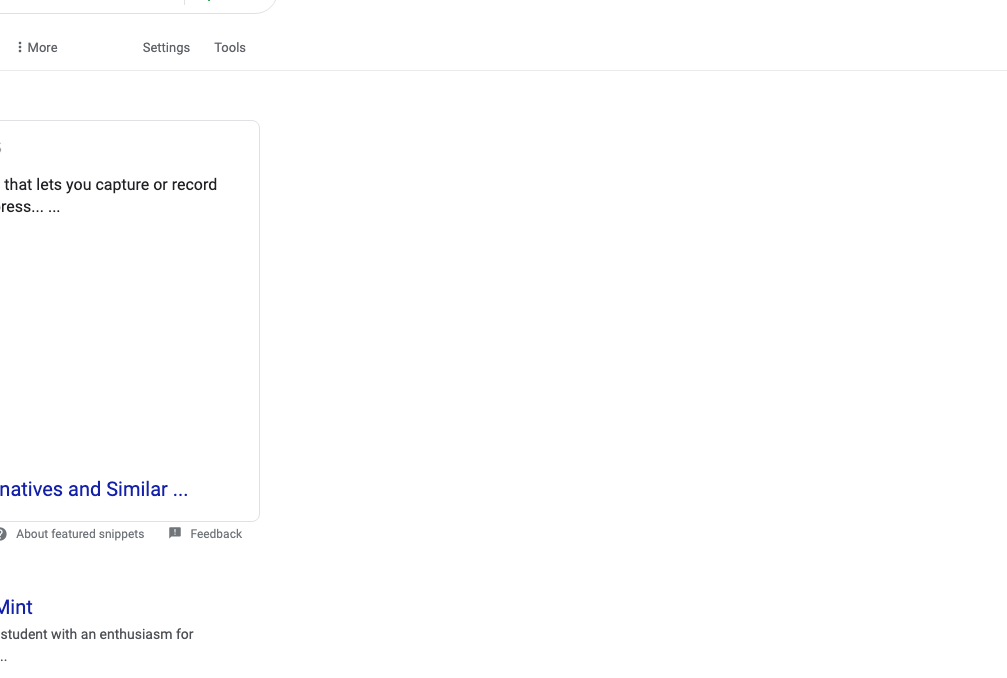 More Settings Tools
that lets you capture or record
ress... ...
natives and Similar ...
About featured snippets Feedback
Mint
student with an enthusiasm for
..